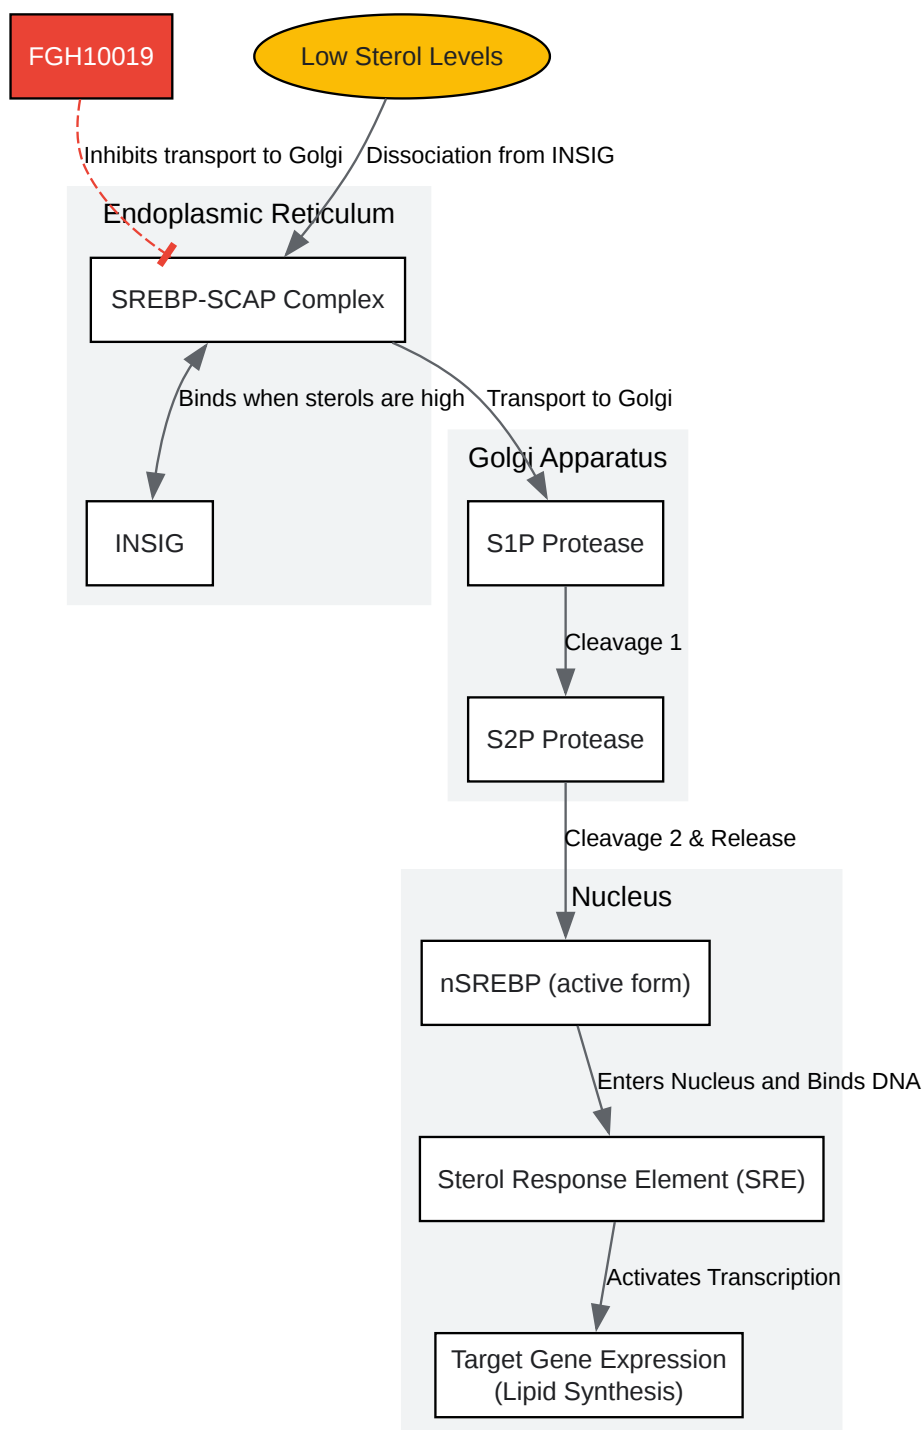 FGH10019
Low Sterol Levels
Inhibits transport to Golgi
Dissociation from INSIG
Endoplasmic Reticulum
SREBP-SCAP Complex
Binds when sterols are high
Transport to Golgi
Golgi Apparatus
INSIG
S1P Protease
Cleavage 1
S2P Protease
Cleavage 2 & Release
Nucleus
nSREBP (active form)
Enters Nucleus and Binds DNA
Sterol Response Element (SRE)
Activates Transcription
Target Gene Expression
(Lipid Synthesis)